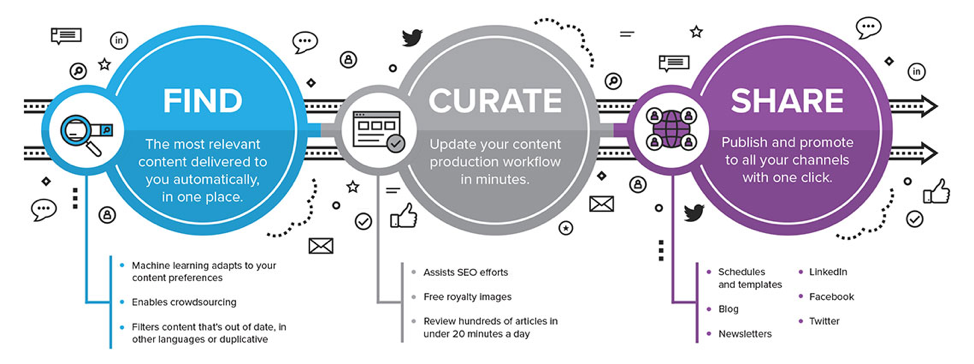 FIND
The most relevant
content delivered to
you automatically,
in one place.
Machine learning adapts to your
content preferences
Enables crowdsourcing
Filters content that's out of date, in
other languages or duplicative
CURATE
Update your content
production workflow
in minutes.
Assists SEO efforts
Free royalty images
Review hundreds of articles in
under 20 minutes a day
SHARE
Publish and promote
to all your channels
with one click.
Schedules
and templates
Blog
Newsletters
LinkedIn
Facebook
Twitter
in
in